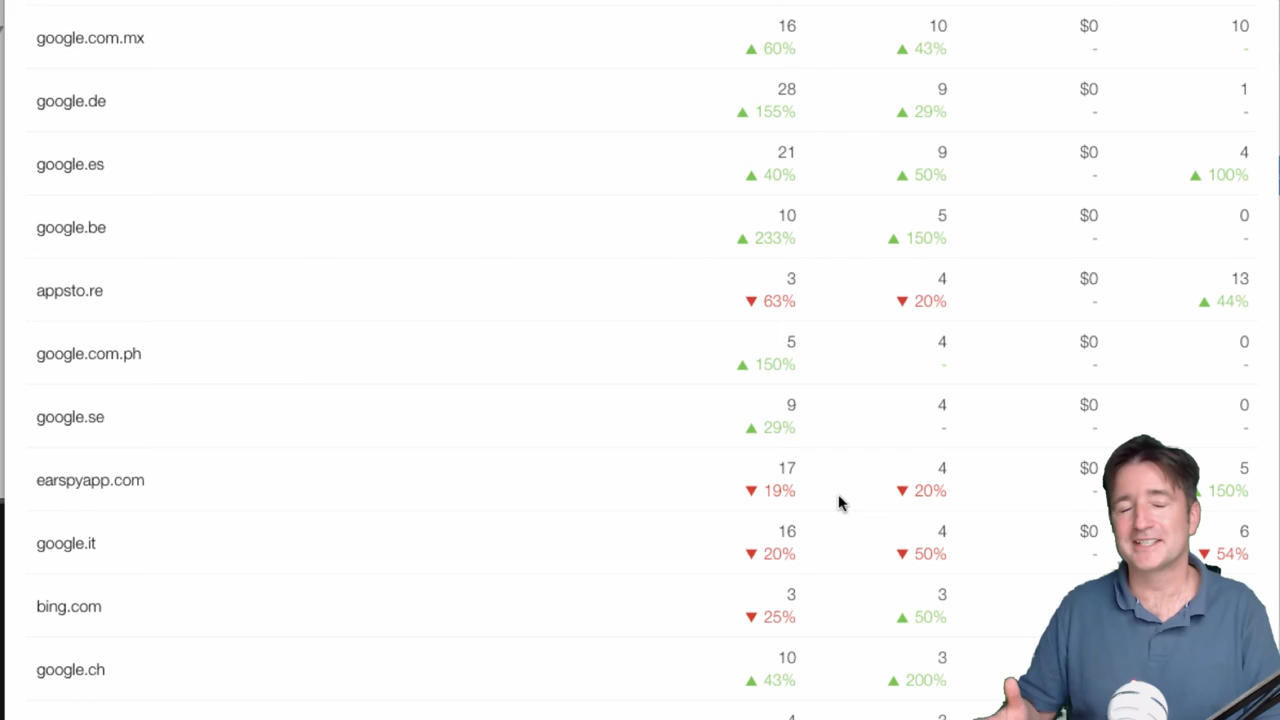 google.com.mx 16 10 $0 10
▲ 60% ▲ 43% - -
google.de 28 9 $0 1
▲ 155% ▲ 29% - -
google.es 21 9 $0 4
▲ 40% ▲ 50% - ▲ 100%
google.be 10 5 $0 0
▲ 233% ▲ 150% - -
appsto.re 3 4 $0 13
▼ 63% ▼ 20% - ▲ 44%
google.com.ph 5 4 $0 0
▲ 150% - - -
google.se 9 4 $0 0
▲ 29% - - -
earspyapp.com 17 4 $0 5
▼ 19% ▼ 20% - ▲ 150%
google.it 16 4 $0 6
▼ 20% ▼ 50% - ▼ 54%
bing.com 3 3
▼ 25% ▲ 50%
google.ch 10 3
▲ 43% ▲ 200%